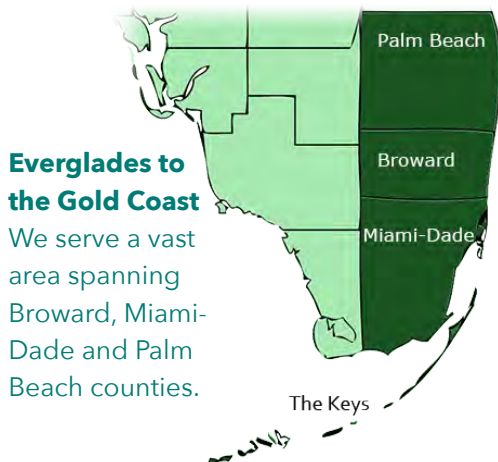 Palm Beach
Everglades to
the Gold Coast
We serve a vast
area spanning
Broward, Miami-
Dade and Palm
Beach counties.
Broward
Miami-Dade
The Keys